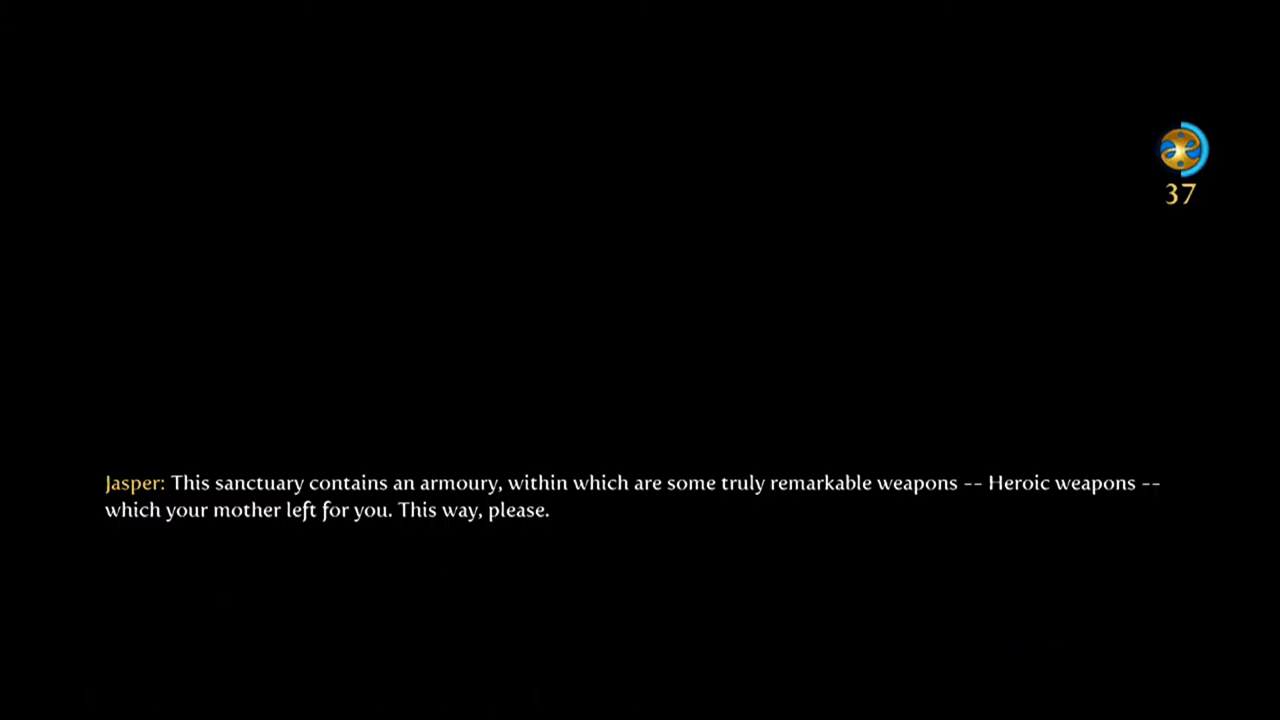 37
Jasper: This sanctuary contains an armoury, within which are some truly remarkable weapons -- Heroic weapons --
which your mother left for you. This way, please.